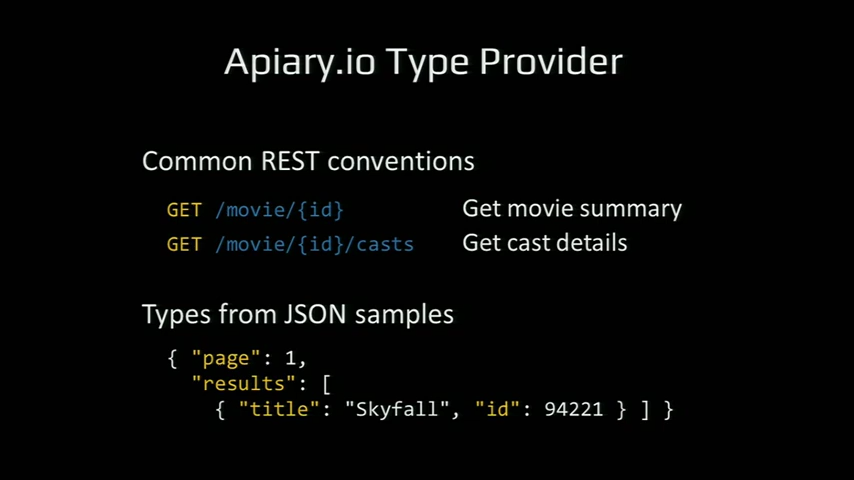 Apiary.io Type Provider
Common REST conventions
GET /movie/{id} Get movie summary
GET /movie/{id}/casts Get cast details
Types from JSON samples
{ "page": 1,
"results": [
{ "title": "Skyfall", "id": 94221 } ] }